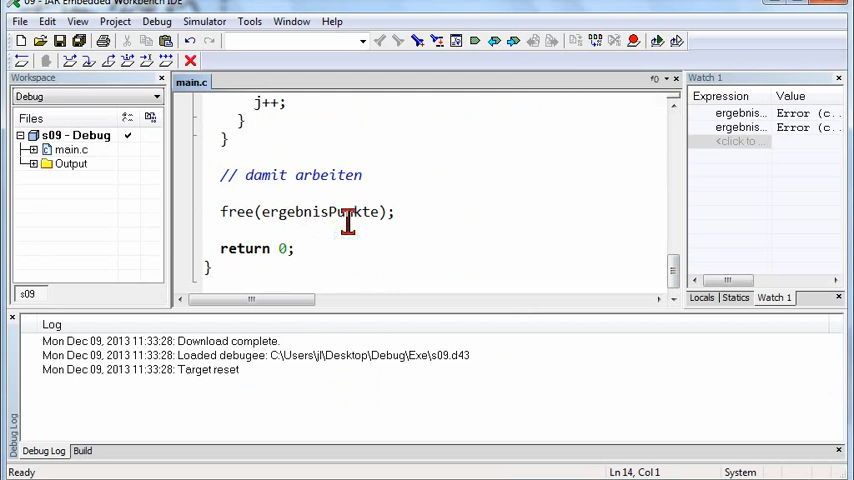 09 - IAR Embedded Workbench IDE
File Edit View Project Debug Simulator Tools Window Help
Workspace
main.c
f()
Watch 1
Debug
Expression Value
Files
ergebnis... Error (c...
ergebnis... Error (c...
<click to ...
s09 - Debug
main.c
Output
j++;
}
}
// damit arbeiten
free(ergebnisPunkte);
return 0;
}
s09
Locals Statics Watch 1
Log
Mon Dec 09, 2013 11:33:28: Download complete.
Mon Dec 09, 2013 11:33:28: Loaded debugee: C:\Users\jl\Desktop\Debug\Exe\s09.d43
Mon Dec 09, 2013 11:33:28: Target reset
Debug Log
Debug Log Build
Ready Ln 14, Col 1 System